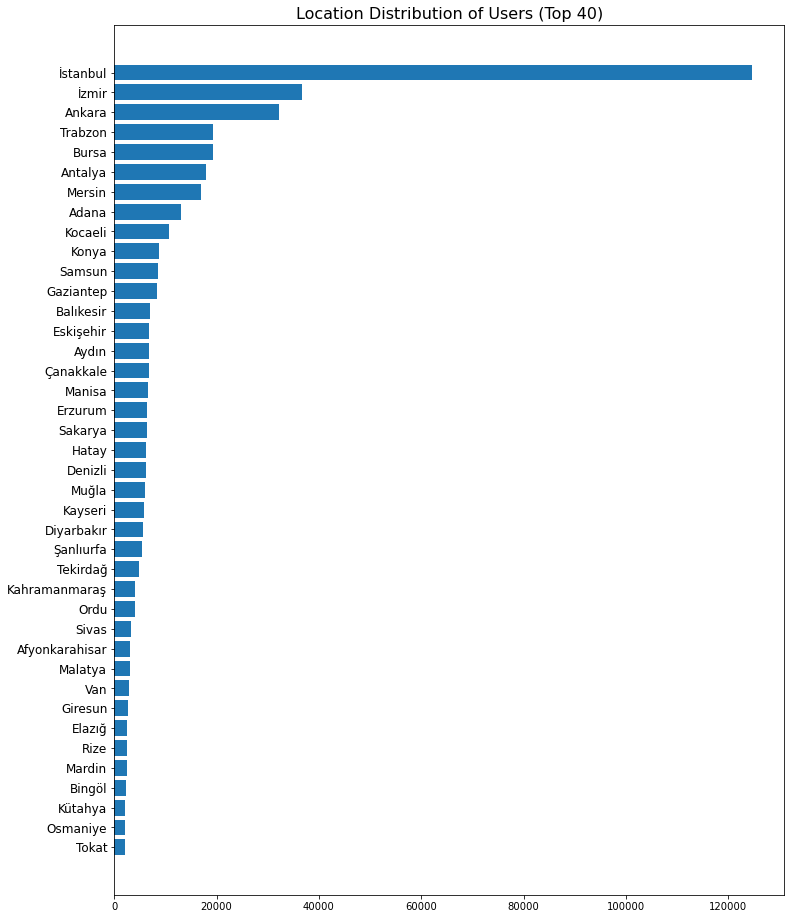 Location Distribution of Users (Top 40)
İstanbul
İzmir
Ankara
Trabzon
Bursa
Antalya
Mersin
Adana
Kocaeli
Konya
Samsun
Gaziantep
Balıkesir
Eskişehir
Aydın
Çanakkale
Manisa
Erzurum
Sakarya
Hatay
Denizli
Muğla
Kayseri
Diyarbakır
Şanlıurfa
Tekirdağ
Kahramanmaraş
Ordu
Sivas
Afyonkarahisar
Malatya
Van
Giresun
Elazığ
Rize
Mardin
Bingöl
Kütahya
Osmaniye
Tokat
0 20000 40000 60000 80000 100000 120000